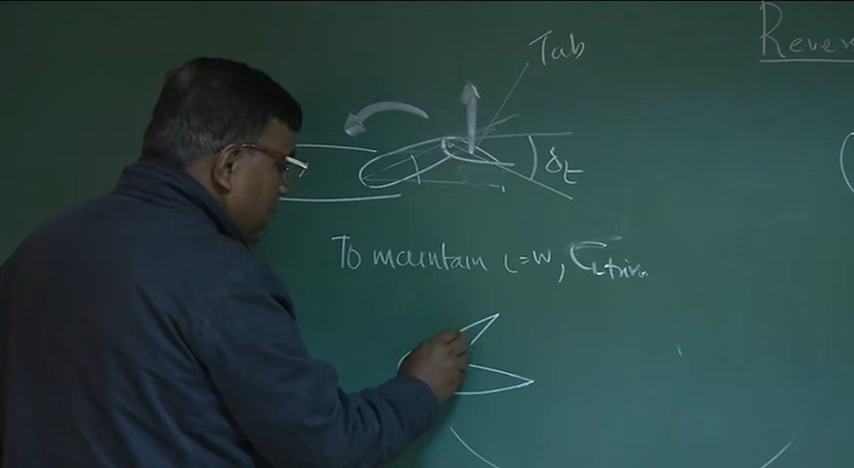 Tab
Rever
δt
To maintain L=W, CLtrim